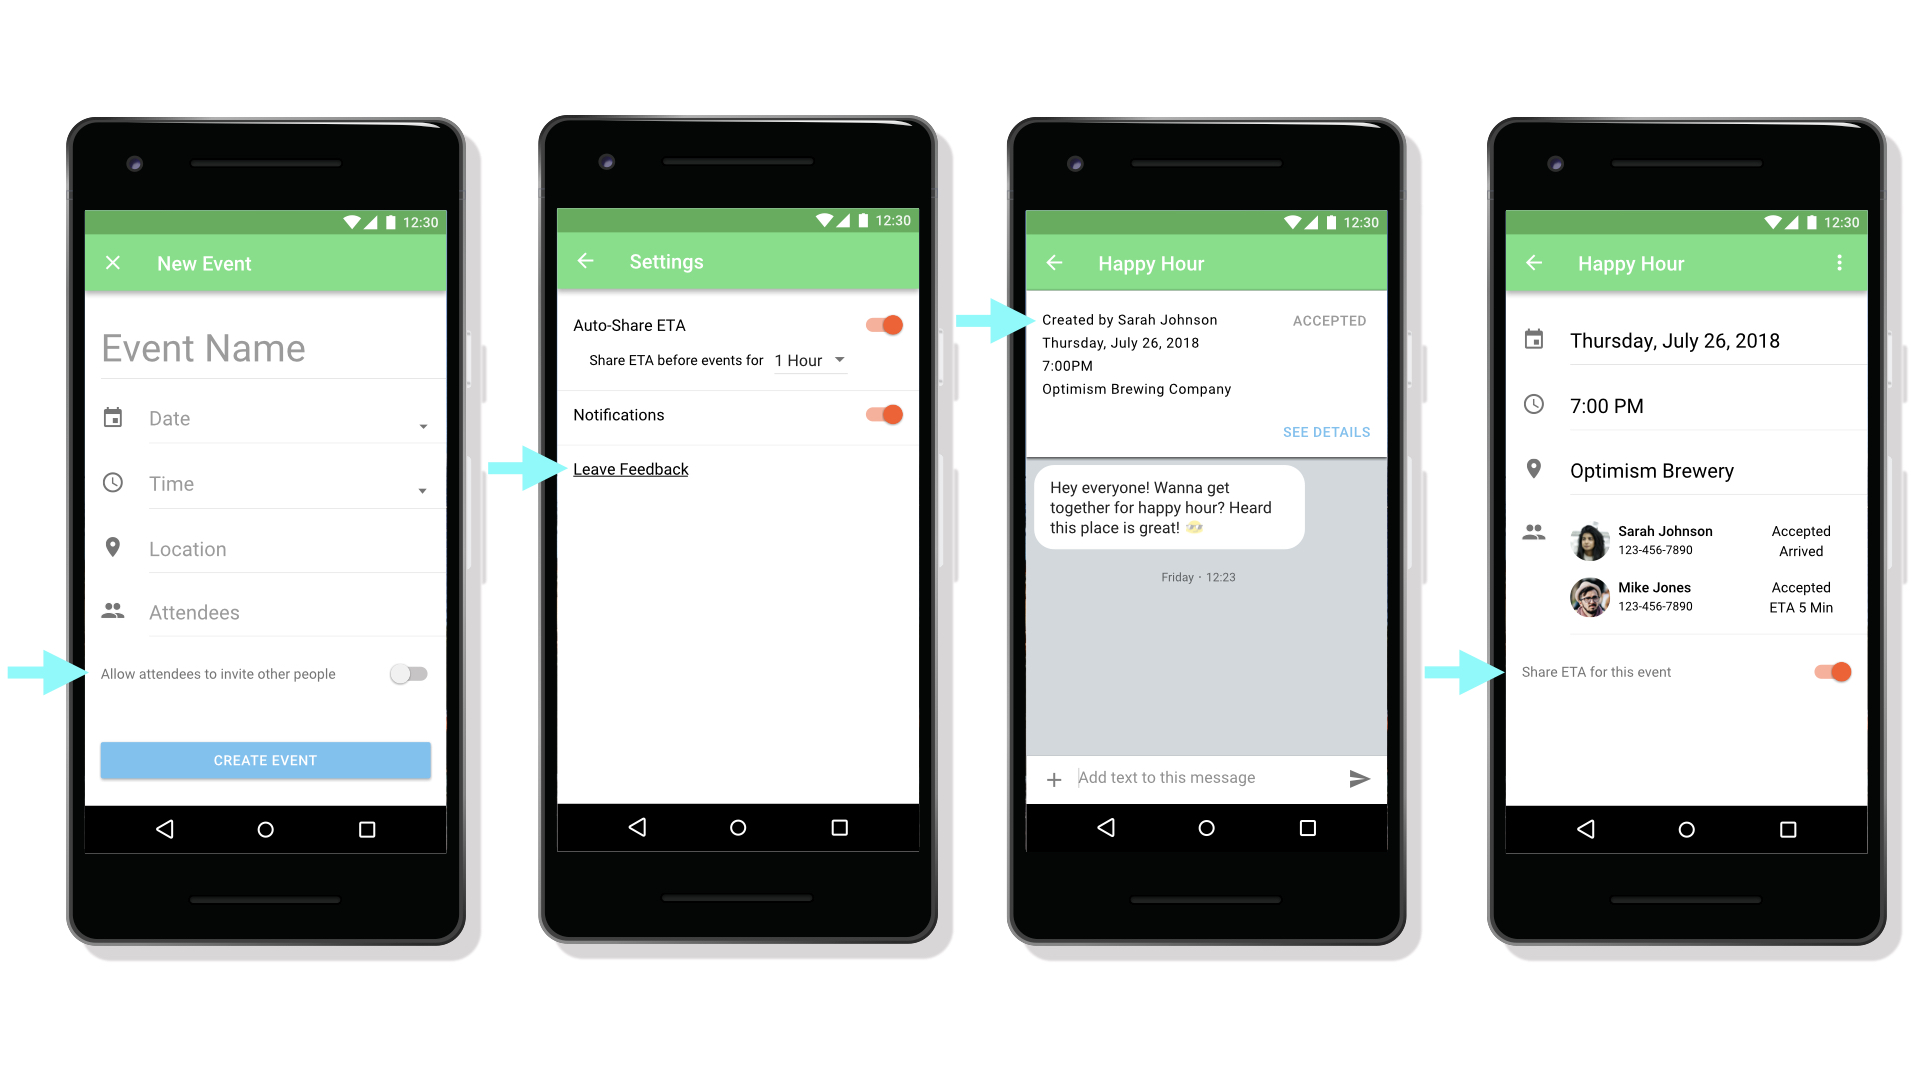 12:30
New Event
Event Name
Date
Time
Location
Attendees
Allow attendees to invite other people
CREATE EVENT
12:30
Settings
Auto-Share ETA
Share ETA before events for 1 Hour
Notifications
Leave Feedback
12:30
Happy Hour
Created by Sarah Johnson ACCEPTED
Thursday, July 26, 2018
7:00PM
Optimism Brewing Company
SEE DETAILS
Hey everyone! Wanna get
together for happy hour? Heard
this place is great! 🍻
Friday · 12:23
Add text to this message
12:30
Happy Hour
Thursday, July 26, 2018
7:00 PM
Optimism Brewery
Sarah Johnson Accepted
123-456-7890 Arrived
Mike Jones Accepted
123-456-7890 ETA 5 Min
Share ETA for this event